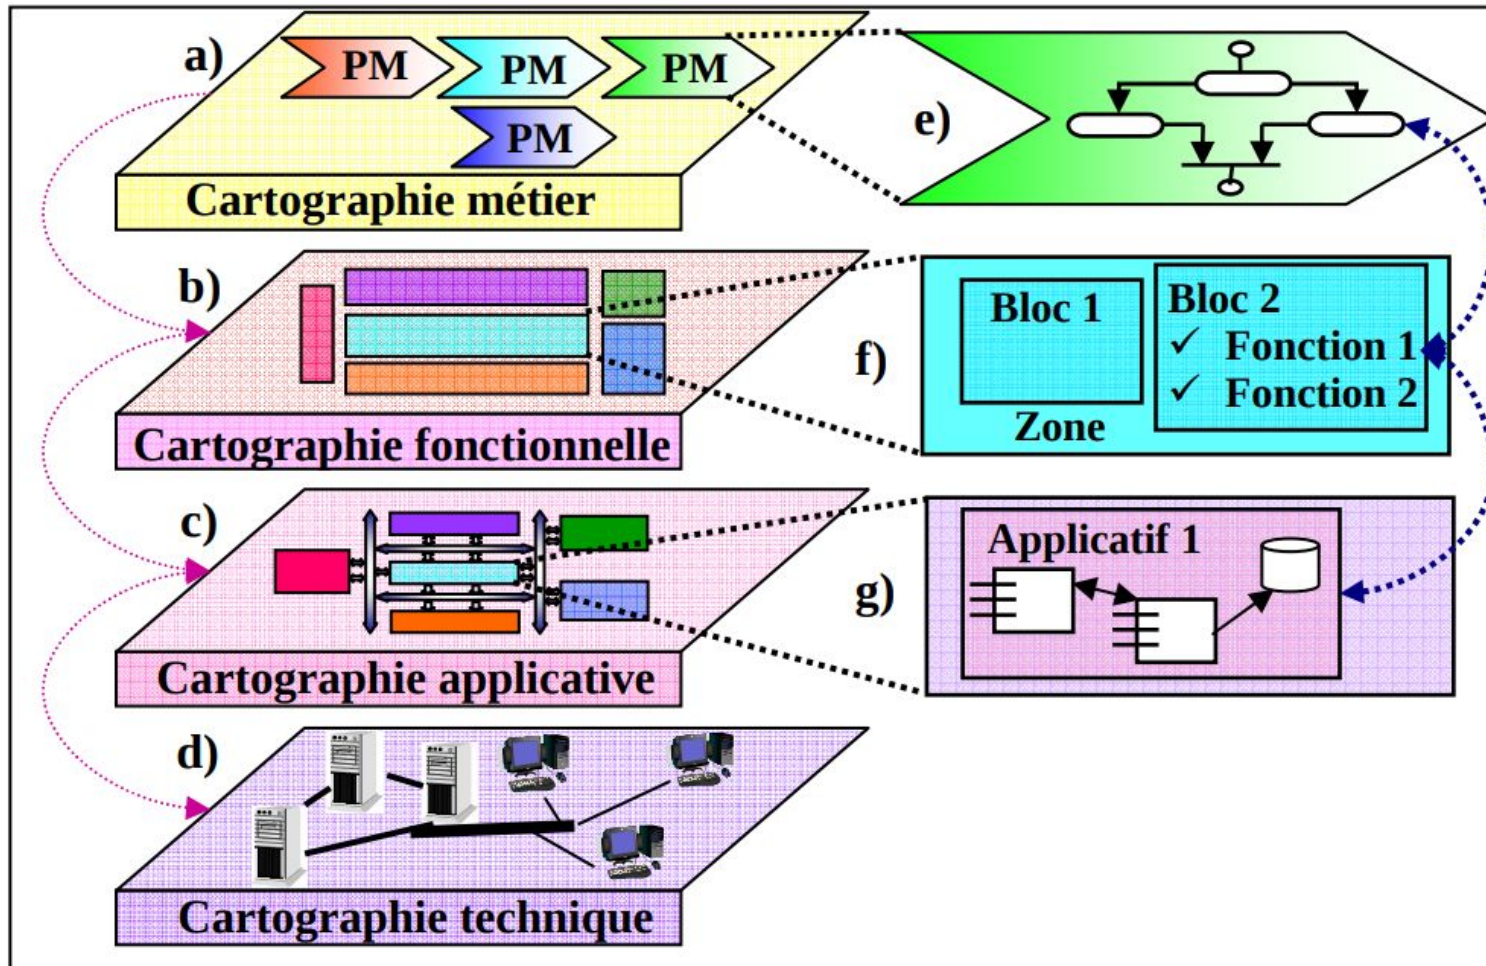 a)
PM
PM
PM
PM
Cartographie métier
e)
b)
Cartographie fonctionnelle
f)
Bloc 1
Bloc 2
✓ Fonction 1
✓ Fonction 2
Zone
c)
Cartographie applicative
g)
Applicatif 1
d)
Cartographie technique